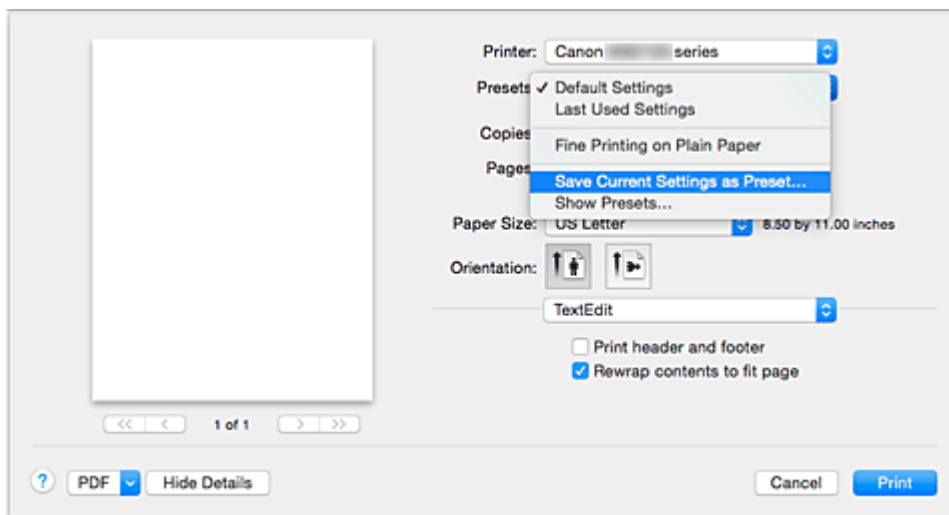 Printer: Canon series
Presets ✓ Default Settings
Last Used Settings
Copies
Fine Printing on Plain Paper
Pages
Save Current Settings as Preset...
Show Presets...
Paper Size: US Letter 8.50 by 11.00 inches
Orientation:
TextEdit
Print header and footer
Rewrap contents to fit page
<< < 1 of 1 > >>
? PDF Hide Details Cancel Print